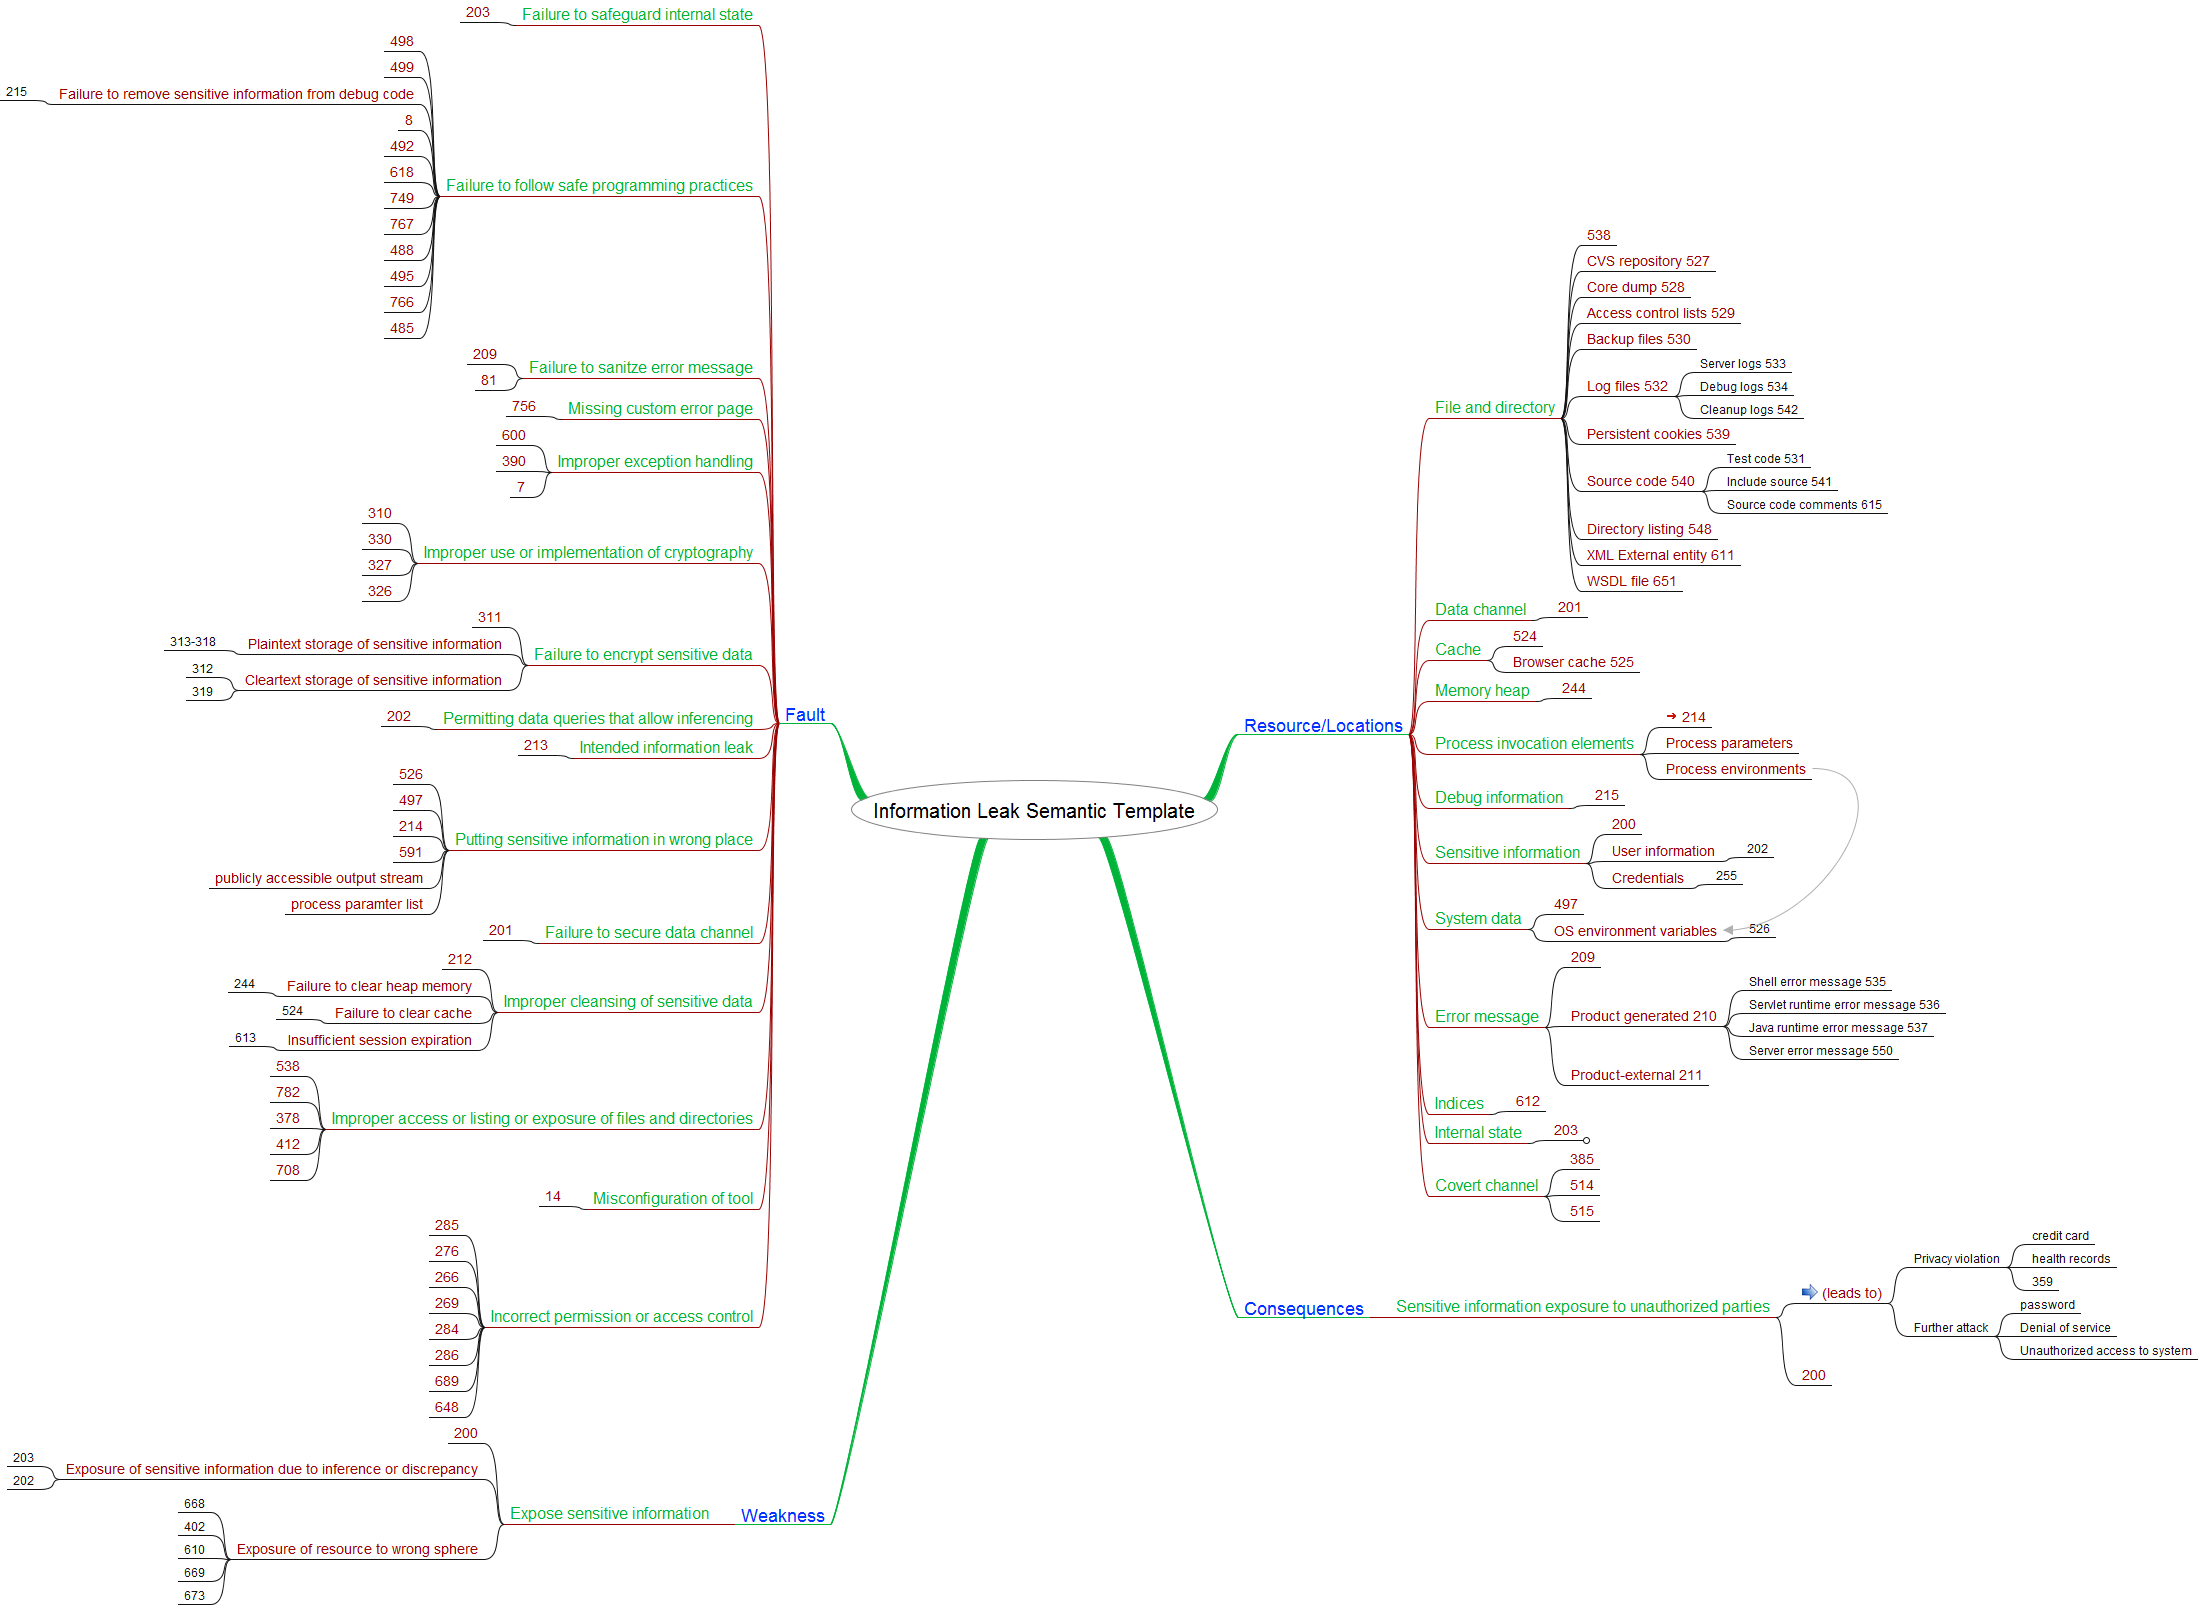 Information Leak Semantic Template
Fault
203
Failure to safeguard internal state
498
499
215
Failure to remove sensitive information from debug code
8
492
618
749
767
488
495
766
485
Failure to follow safe programming practices
209
81
Failure to sanitze error message
756
Missing custom error page
600
390
7
Improper exception handling
310
330
327
326
Improper use or implementation of cryptography
311
313-318
Plaintext storage of sensitive information
312
319
Cleartext storage of sensitive information
Failure to encrypt sensitive data
202
Permitting data queries that allow inferencing
213
Intended information leak
526
497
214
591
publicly accessible output stream
process paramter list
Putting sensitive information in wrong place
201
Failure to secure data channel
212
244
Failure to clear heap memory
524
Failure to clear cache
613
Insufficient session expiration
Improper cleansing of sensitive data
538
782
378
412
708
Improper access or listing or exposure of files and directories
14
Misconfiguration of tool
285
276
266
269
284
286
689
648
Incorrect permission or access control
Weakness
Expose sensitive information
200
203
202
Exposure of sensitive information due to inference or discrepancy
668
402
610
669
673
Exposure of resource to wrong sphere
Resource/Locations
File and directory
538
CVS repository 527
Core dump 528
Access control lists 529
Backup files 530
Log files 532
Server logs 533
Debug logs 534
Cleanup logs 542
Persistent cookies 539
Source code 540
Test code 531
Include source 541
Source code comments 615
Directory listing 548
XML External entity 611
WSDL file 651
Data channel
201
Cache
524
Browser cache 525
Memory heap
244
Process invocation elements
214
Process parameters
Process environments
Debug information
215
Sensitive information
200
User information
202
Credentials
255
System data
497
OS environment variables
526
Error message
209
Product generated 210
Shell error message 535
Servlet runtime error message 536
Java runtime error message 537
Server error message 550
Product-external 211
Indices
612
Internal state
203
Covert channel
385
514
515
Consequences
Sensitive information exposure to unauthorized parties
(leads to)
Privacy violation
credit card
health records
359
Further attack
password
Denial of service
Unauthorized access to system
200